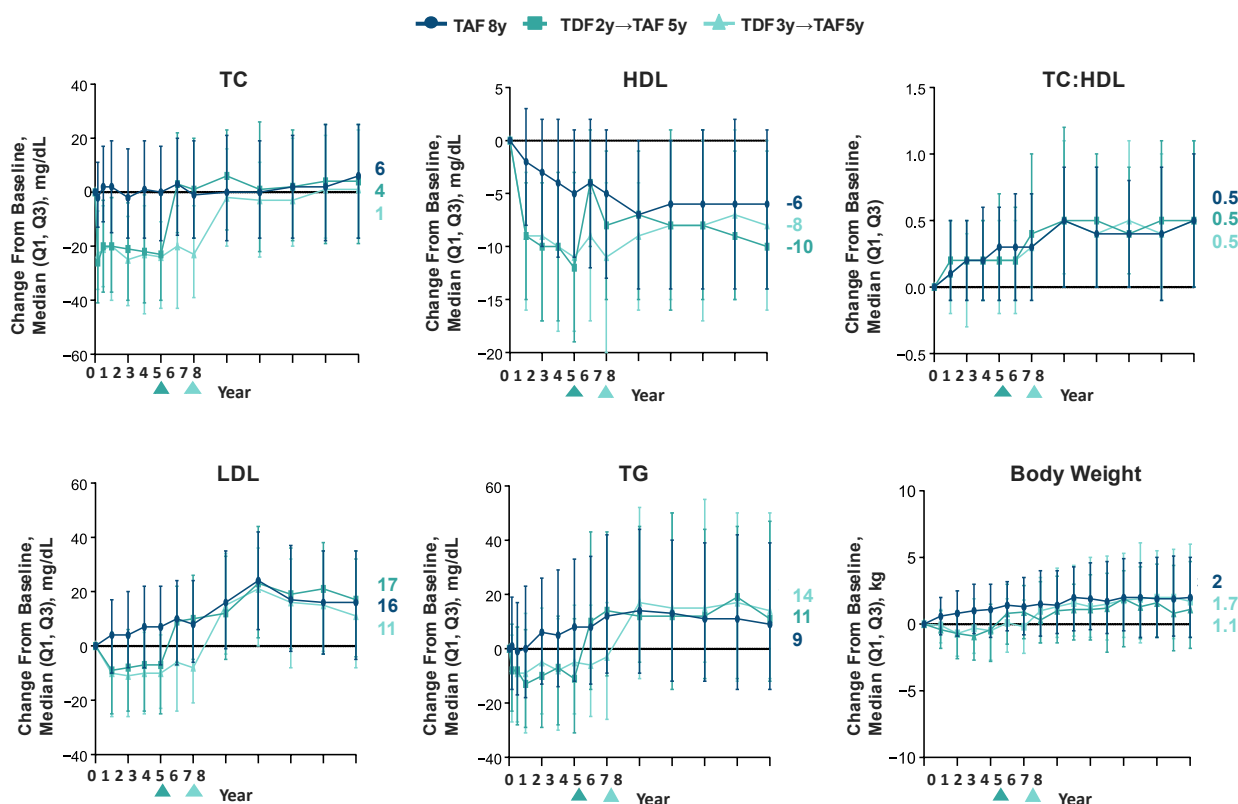 TAF 8y TDF2y→TAF 5y TDF3y→TAF5y
TC
Change From Baseline,
Median (Q1, Q3), mg/dL
40
20
0
−20
−40
−60
6
4
1
0 1 2 3 4 5 6 7 8
Year
HDL
Change From Baseline,
Median (Q1, Q3), mg/dL
5
0
−5
−10
−15
−20
-6
-8
-10
0 1 2 3 4 5 6 7 8
Year
TC:HDL
Change From Baseline,
Median (Q1, Q3)
1.5
1.0
0.5
0.0
−0.5
0.5
0.5
0.5
0 1 2 3 4 5 6 7 8
Year
LDL
Change From Baseline,
Median (Q1, Q3), mg/dL
60
40
20
0
−20
−40
17
16
11
0 1 2 3 4 5 6 7 8
Year
TG
Change From Baseline,
Median (Q1, Q3), mg/dL
60
40
20
0
−20
−40
14
11
9
0 1 2 3 4 5 6 7 8
Year
Body Weight
Change From Baseline,
Median (Q1, Q3), kg
10
5
0
−5
−10
2
1.7
1.1
0 1 2 3 4 5 6 7 8
Year